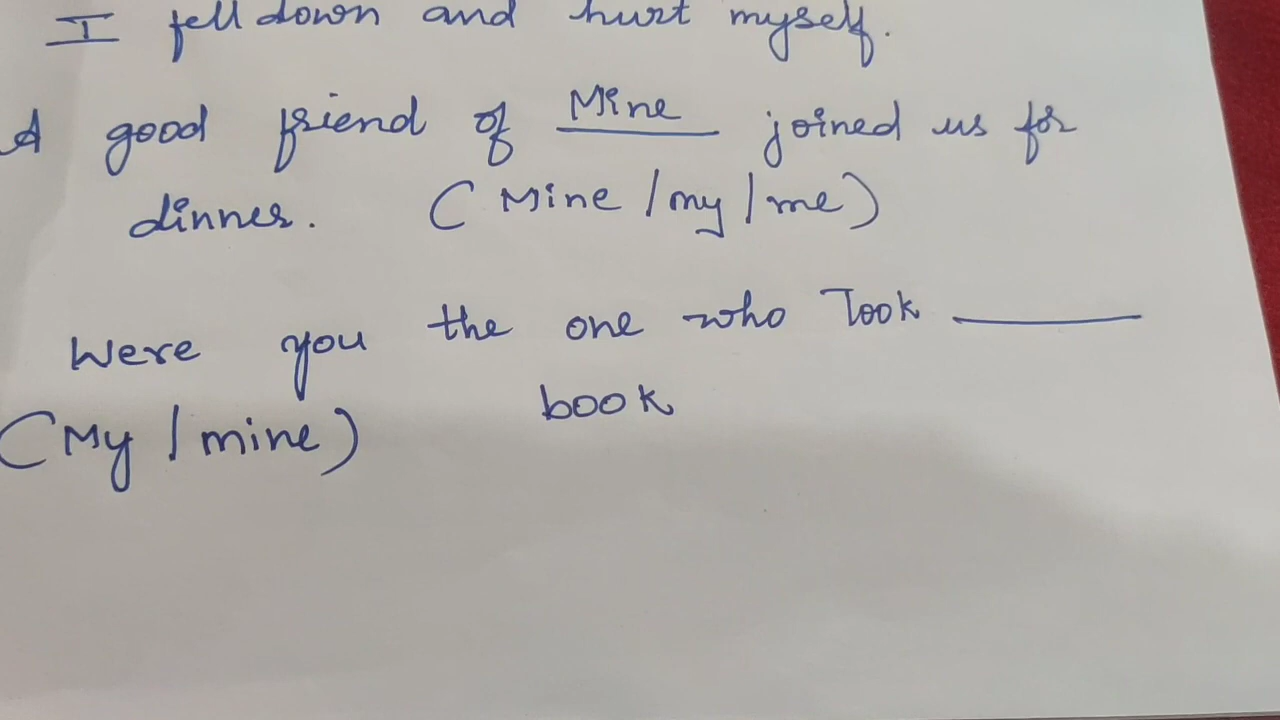 I fell down and hurt myself.
A good friend of Mine joined us for
dinner. (Mine / my / me)
Were you the one who Took ______
book
(My / mine)